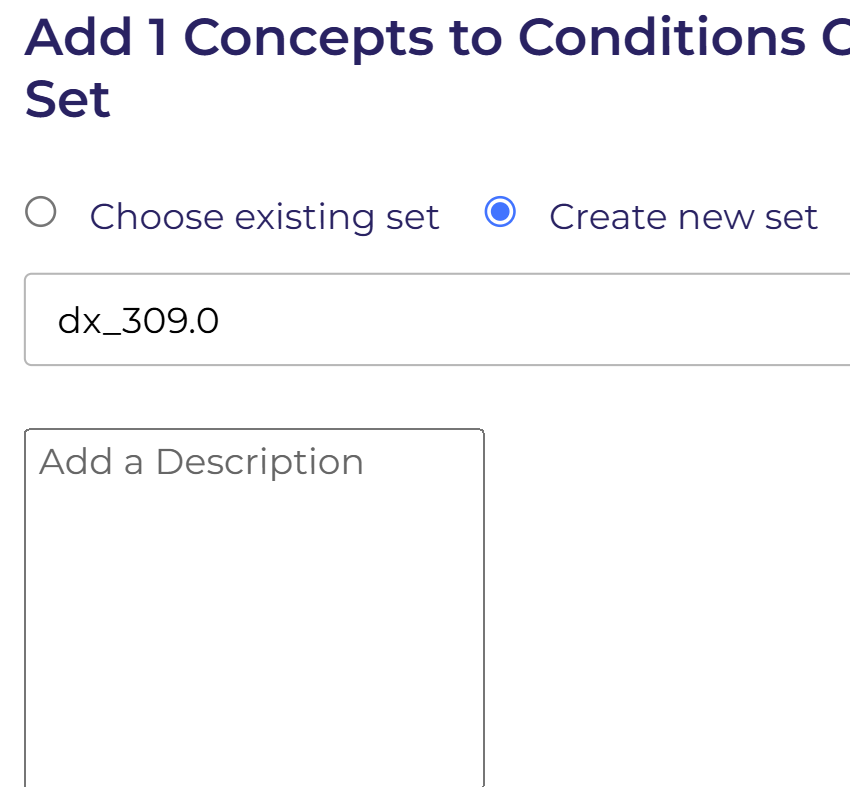 Add 1 Concepts to Conditions
Set
Choose existing set Create new set
dx_309.0
Add a Description